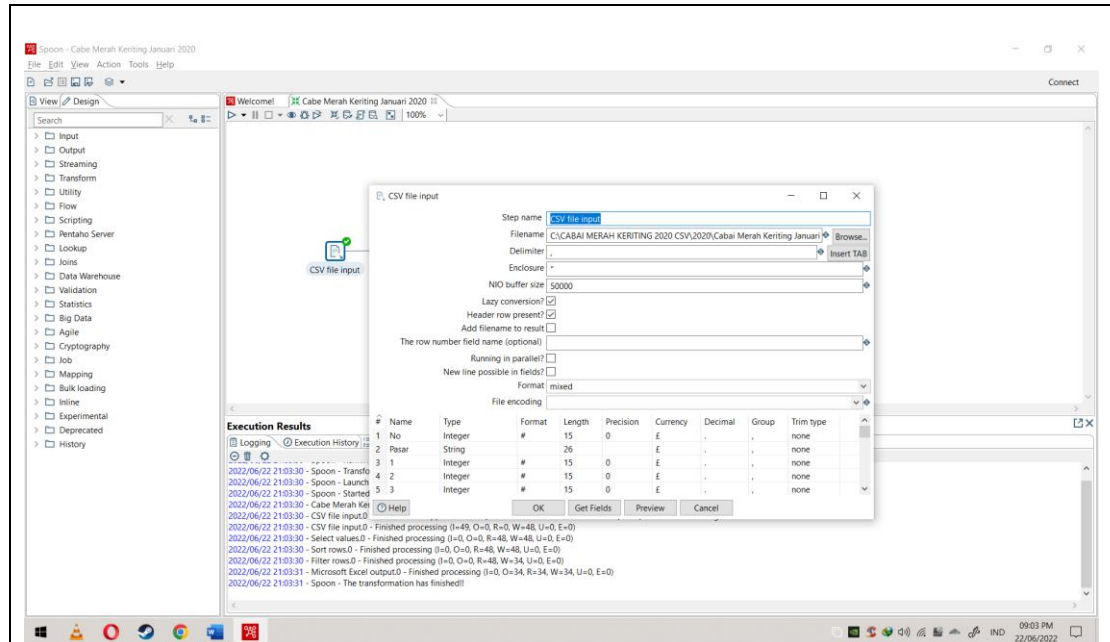 Spoon - Cabe Merah Keriting Januari 2020
File Edit View Action Tools Help
Connect
View Design
Welcome! Cabe Merah Keriting Januari 2020
100%
Search
Input
Output
Streaming
Transform
Utility
Flow
Scripting
Pentaho Server
Lookup
Joins
Data Warehouse
Validation
Statistics
Big Data
Agile
Cryptography
Job
Mapping
Bulk loading
Inline
Experimental
Deprecated
History
CSV file input
CSV file input
Step name CSV file input
Filename C:\CABAI MERAH KERITING 2020 CSV\2020\Cabai Merah Keriting Januari Browse...
Delimiter , Insert TAB
Enclosure "
NIO buffer size 50000
Lazy conversion?
Header row present?
Add filename to result
The row number field name (optional)
Running in parallel?
New line possible in fields?
Format mixed
File encoding
# Name Type Format Length Precision Currency Decimal Group Trim type
1 No Integer # 15 0 £ . , none
2 Pasar String 26 £ . , none
3 1 Integer # 15 0 £ . , none
4 2 Integer # 15 0 £ . , none
5 3 Integer # 15 0 £ . , none
Help OK Get Fields Preview Cancel
Execution Results
Logging Execution History
2022/06/22 21:03:30 - Spoon - Transfo
2022/06/22 21:03:30 - Spoon - Launch
2022/06/22 21:03:30 - Spoon - Started
2022/06/22 21:03:30 - Cabe Merah Ke
2022/06/22 21:03:30 - CSV file input.0
2022/06/22 21:03:30 - CSV file input.0 - Finished processing (I=49, O=0, R=0, W=48, U=0, E=0)
2022/06/22 21:03:30 - Select values.0 - Finished processing (I=0, O=0, R=48, W=48, U=0, E=0)
2022/06/22 21:03:30 - Sort rows.0 - Finished processing (I=0, O=0, R=48, W=48, U=0, E=0)
2022/06/22 21:03:30 - Filter rows.0 - Finished processing (I=0, O=0, R=48, W=34, U=0, E=0)
2022/06/22 21:03:31 - Microsoft Excel output.0 - Finished processing (I=0, O=34, R=34, W=34, U=0, E=0)
2022/06/22 21:03:31 - Spoon - The transformation has finished!!
IND
09:03 PM
22/06/2022